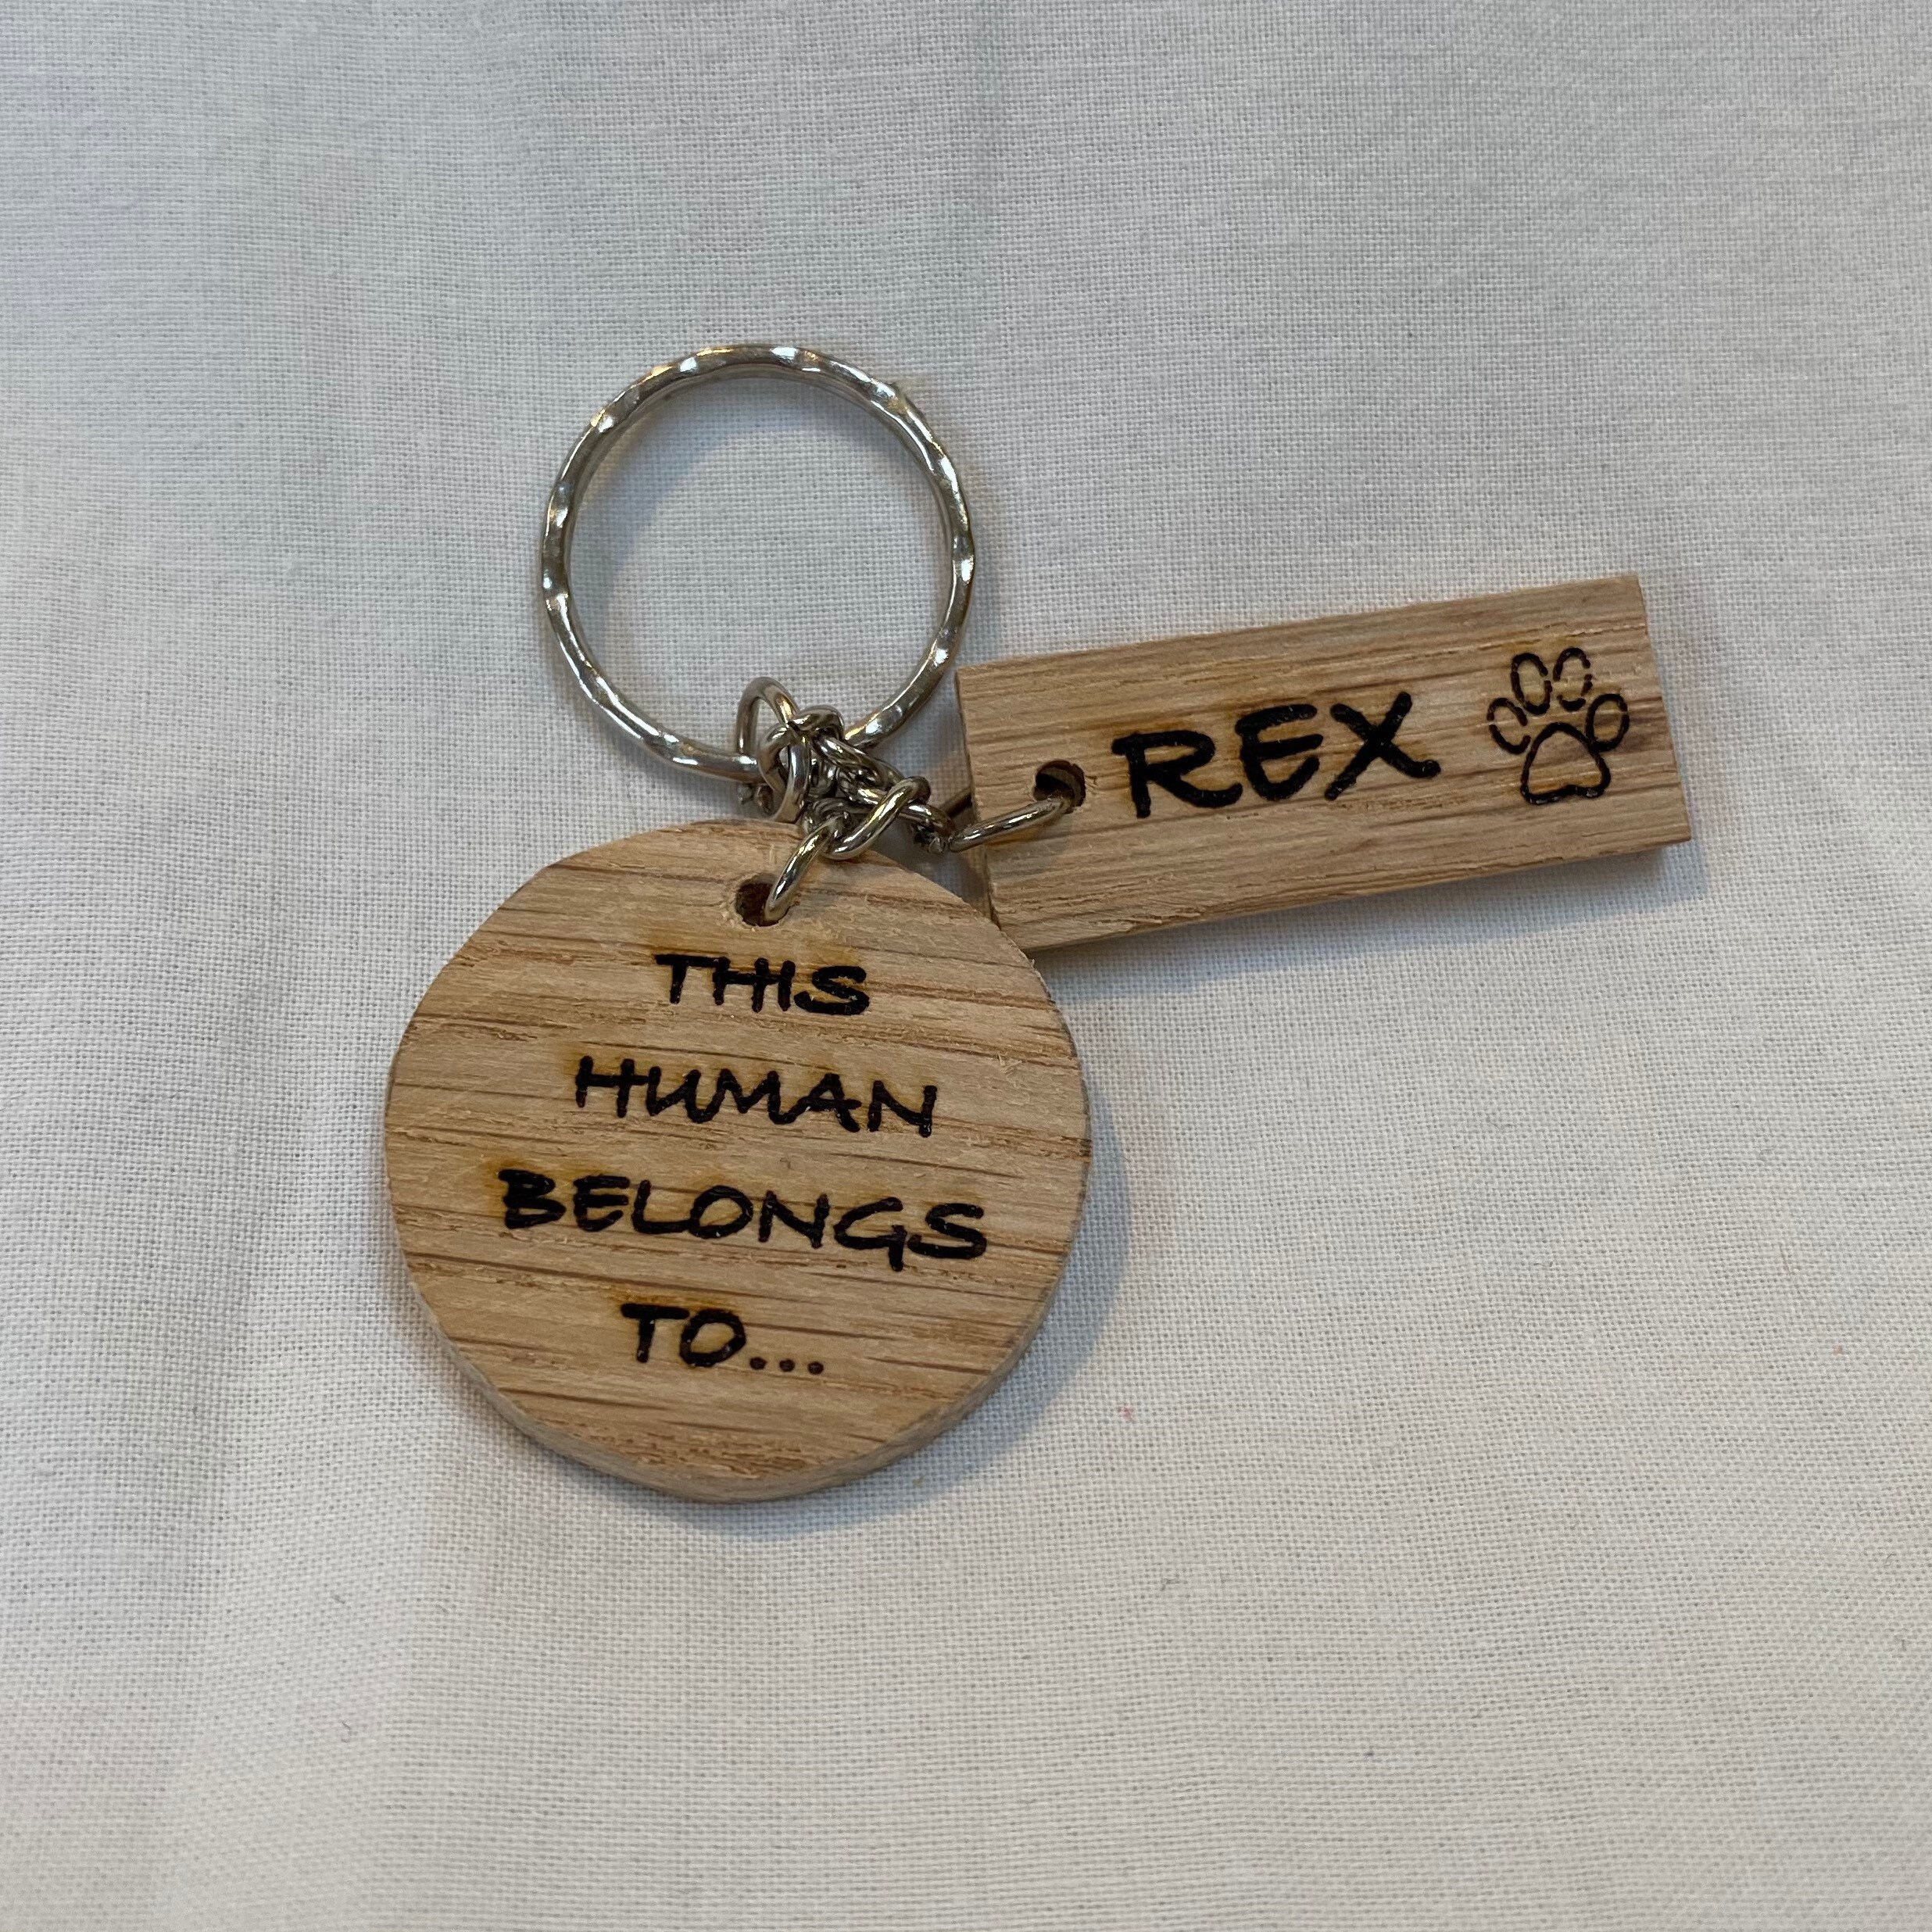 THIS
HUMAN
BELONGS
TO...
REX